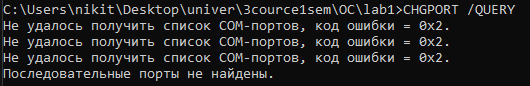 C:\Users\nikit\Desktop\univer\3cource1sem\OC\lab1>CHGPORT /QUERY
Не удалось получить список COM-портов, код ошибки = 0x2.
Не удалось получить список COM-портов, код ошибки = 0x2.
Не удалось получить список COM-портов, код ошибки = 0x2.
Последовательные порты не найдены.